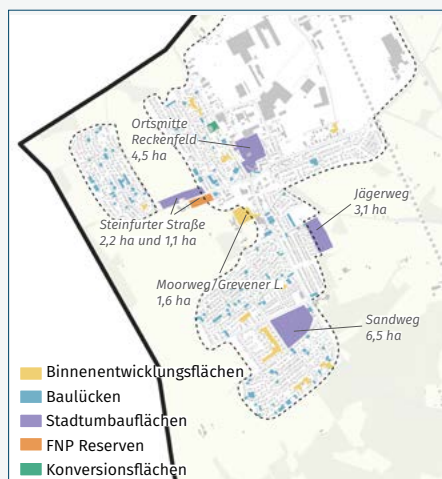 Ortsmitte
Reckenfeld
4,5 ha
Jägerweg
3,1 ha
Steinfurter Straße
2,2 ha und 1,1 ha
Moorweg/Grevener L.
1,6 ha
Sandweg
6,5 ha
Binnenentwicklungsflächen
Baulücken
Stadtumbauflächen
FNP Reserven
Konversionsflächen